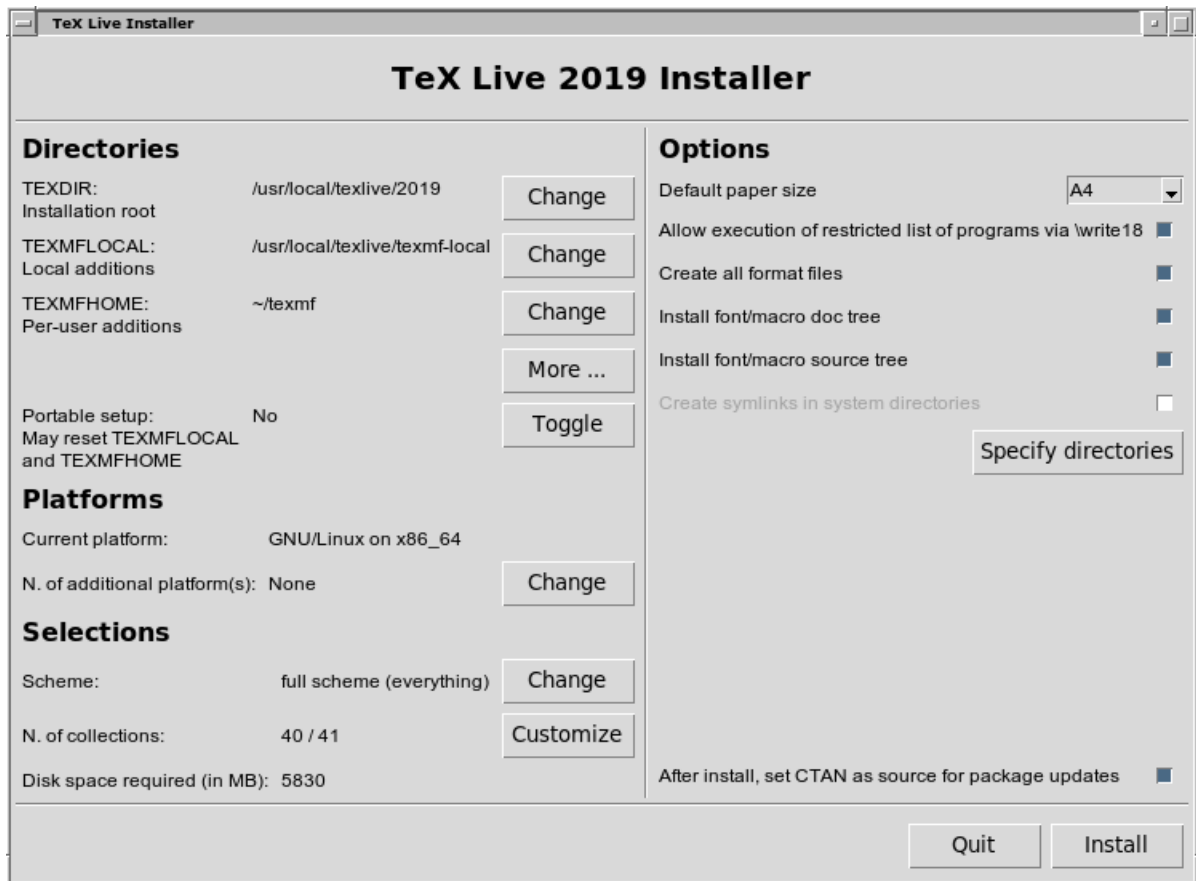 TeX Live Installer
TeX Live 2019 Installer
Directories
TEXDIR: /usr/local/texlive/2019 Change
Installation root
TEXMFLOCAL: /usr/local/texlive/texmf-local Change
Local additions
TEXMFHOME: ~/texmf Change
Per-user additions
More ...
Portable setup: No Toggle
May reset TEXMFLOCAL
and TEXMFHOME
Platforms
Current platform: GNU/Linux on x86_64
N. of additional platform(s): None Change
Selections
Scheme: full scheme (everything) Change
N. of collections: 40 / 41 Customize
Disk space required (in MB): 5830
Options
Default paper size A4
Allow execution of restricted list of programs via \write18
Create all format files
Install font/macro doc tree
Install font/macro source tree
Create symlinks in system directories
Specify directories
After install, set CTAN as source for package updates
Quit Install